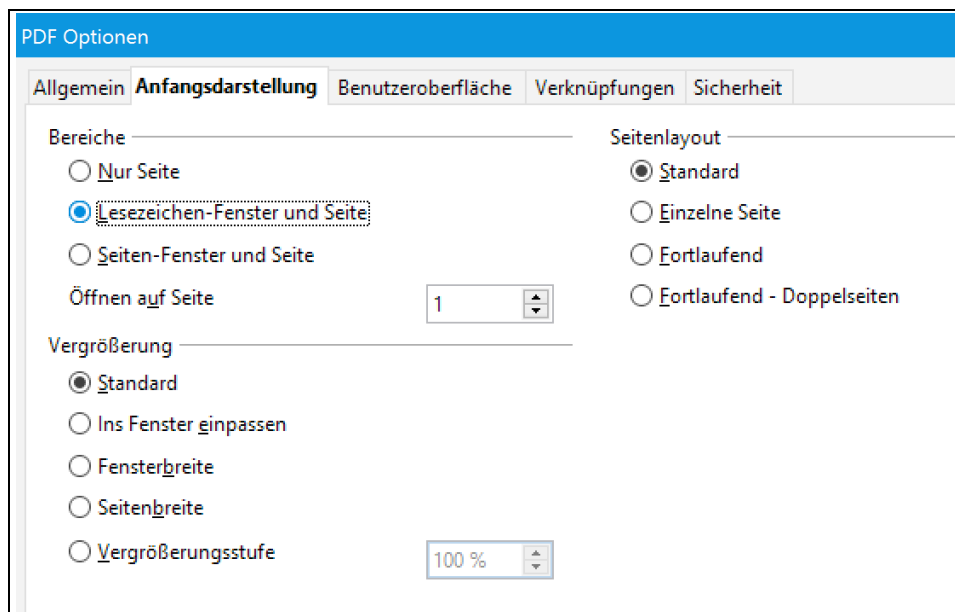 PDF Optionen
Allgemein Anfangsdarstellung Benutzeroberfläche Verknüpfungen Sicherheit
Bereiche
Nur Seite
Lesezeichen-Fenster und Seite
Seiten-Fenster und Seite
Öffnen auf Seite 1
Vergrößerung
Standard
Ins Fenster einpassen
Fensterbreite
Seitenbreite
Vergrößerungsstufe 100 %
Seitenlayout
Standard
Einzelne Seite
Fortlaufend
Fortlaufend - Doppelseiten